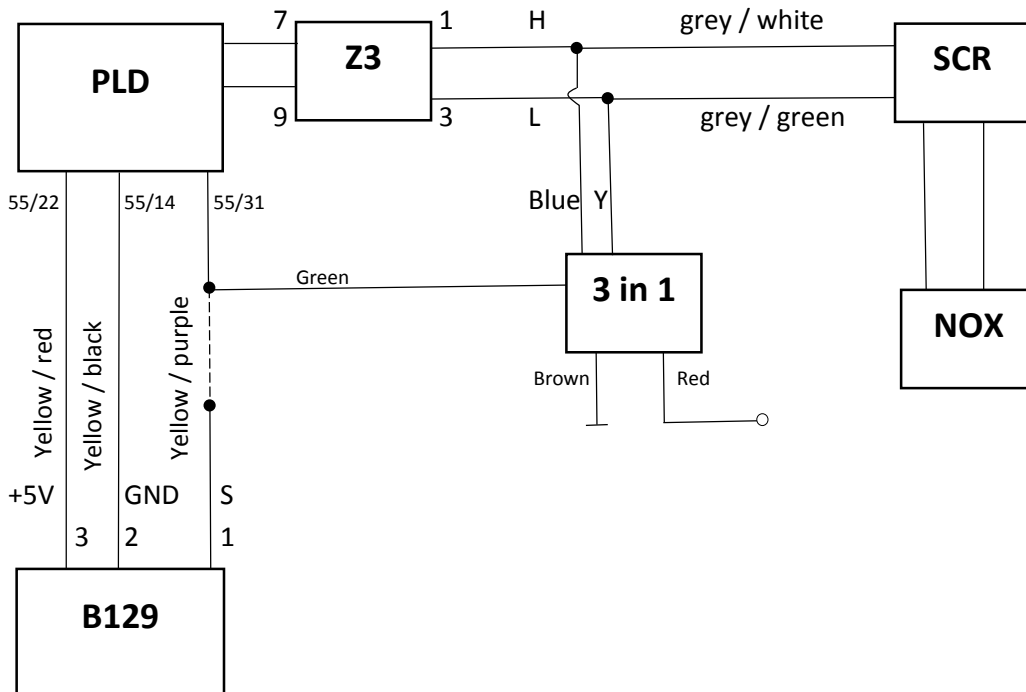 7
1
H
grey / white
PLD
Z3
SCR
9
3
L
grey / green
55/22
55/14
55/31
Blue
Y
Green
3 in 1
NOX
Yellow / red
Yellow / black
Yellow / purple
Brown
Red
+5V
GND
S
3
2
1
B129